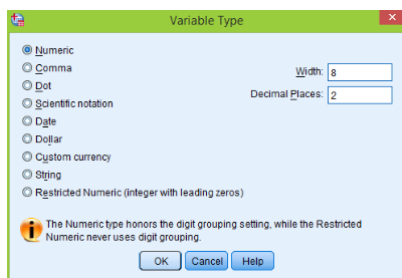 Variable Type
Numeric
Comma
Dot
Scientific notation
Date
Dollar
Custom currency
String
Restricted Numeric (integer with leading zeros)
Width: 8
Decimal Places: 2
The Numeric type honors the digit grouping setting, while the Restricted
Numeric never uses digit grouping.
OK Cancel Help